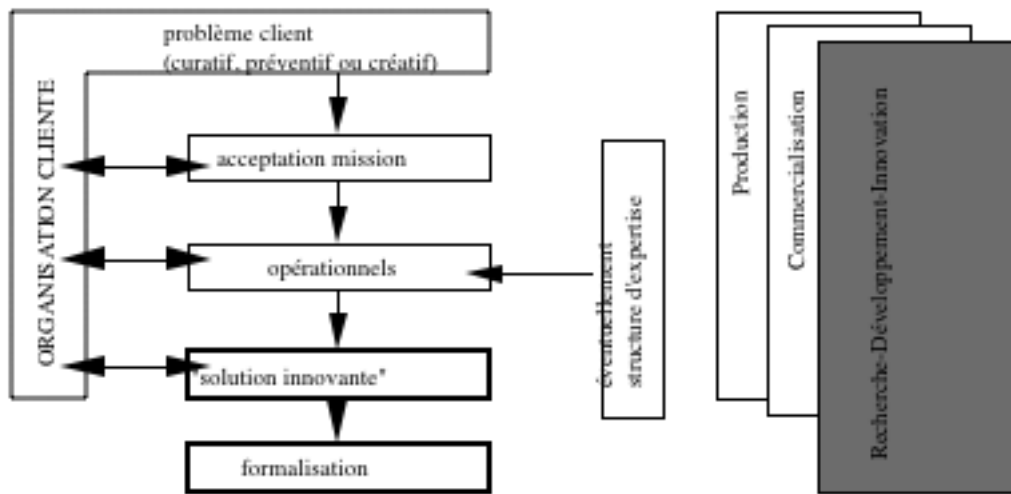 problème client
(curatif, préventif ou créatif)
ORGANISATION CLIENTE
acceptation mission
opérationnels
"solution innovante"
formalisation
éventuellement
structure d'expertise
Production
Commercialisation
Recherche-Développement-Innovation